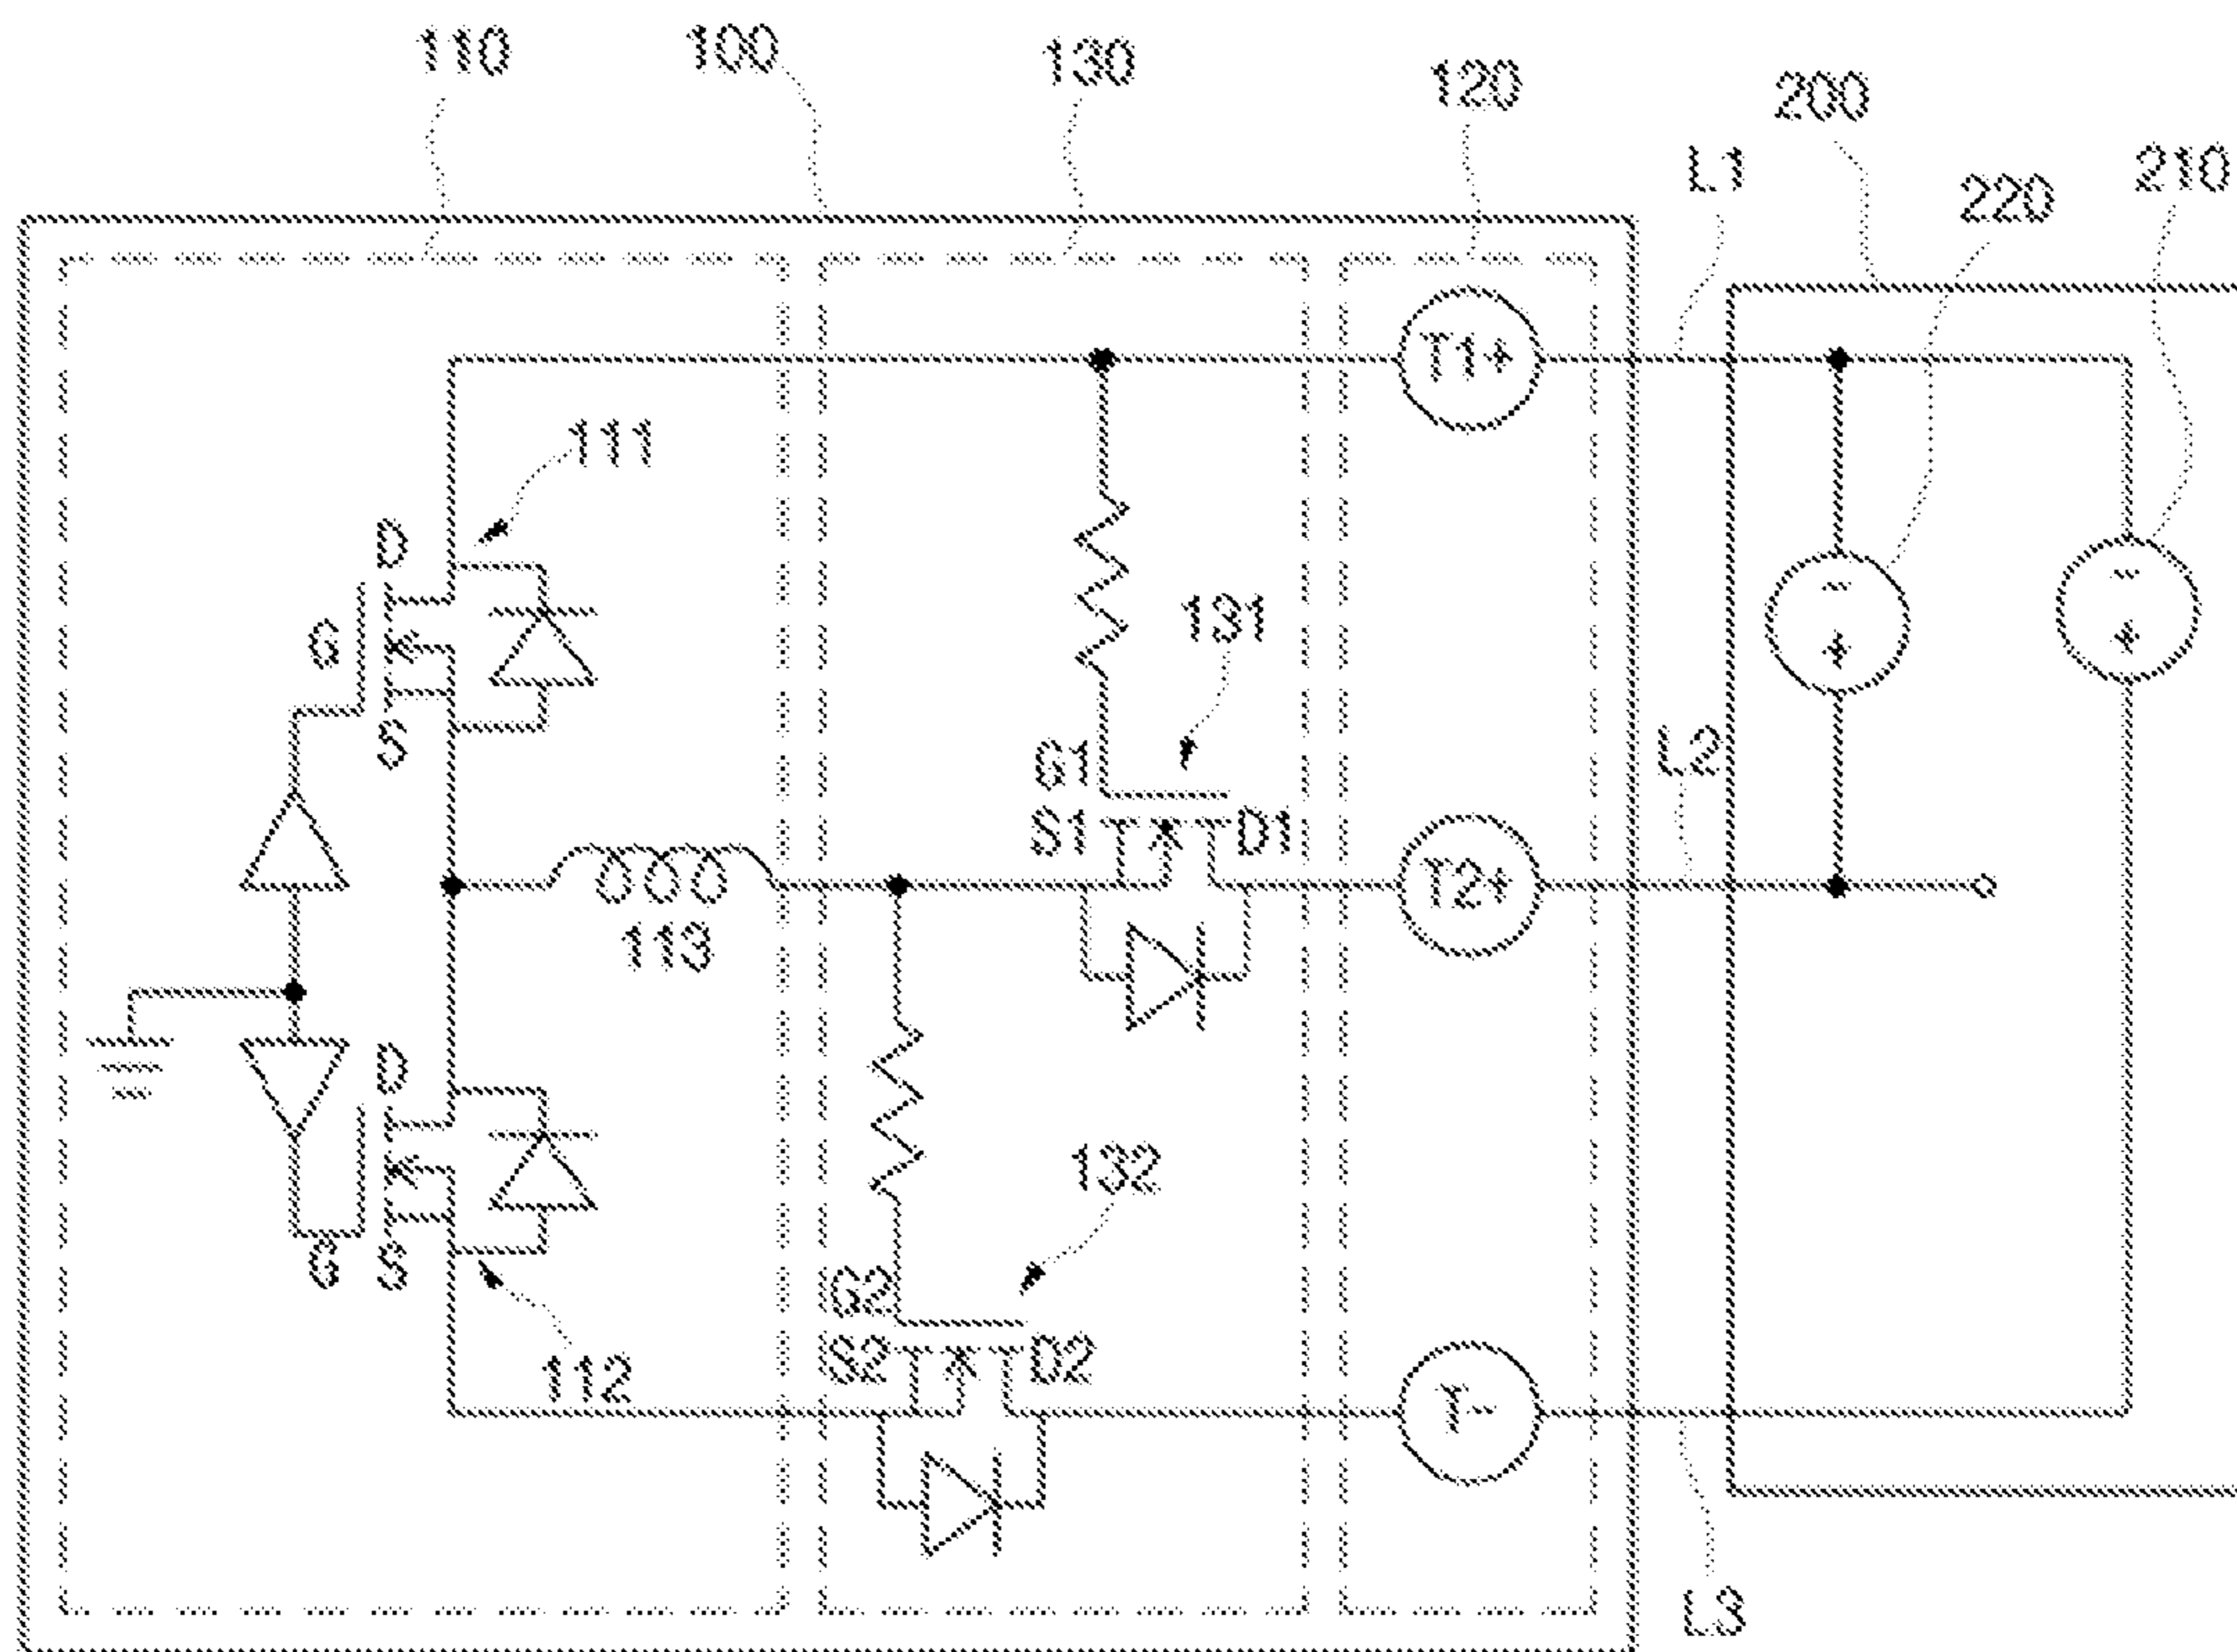 110
100
130
120
200
L1
220
210
T1+
111
D
G
S
131
G1
S1
D1
L2
T2+
113
D
G
S
112
132
G2
S2
D2
T-
L3
-
+
-
+